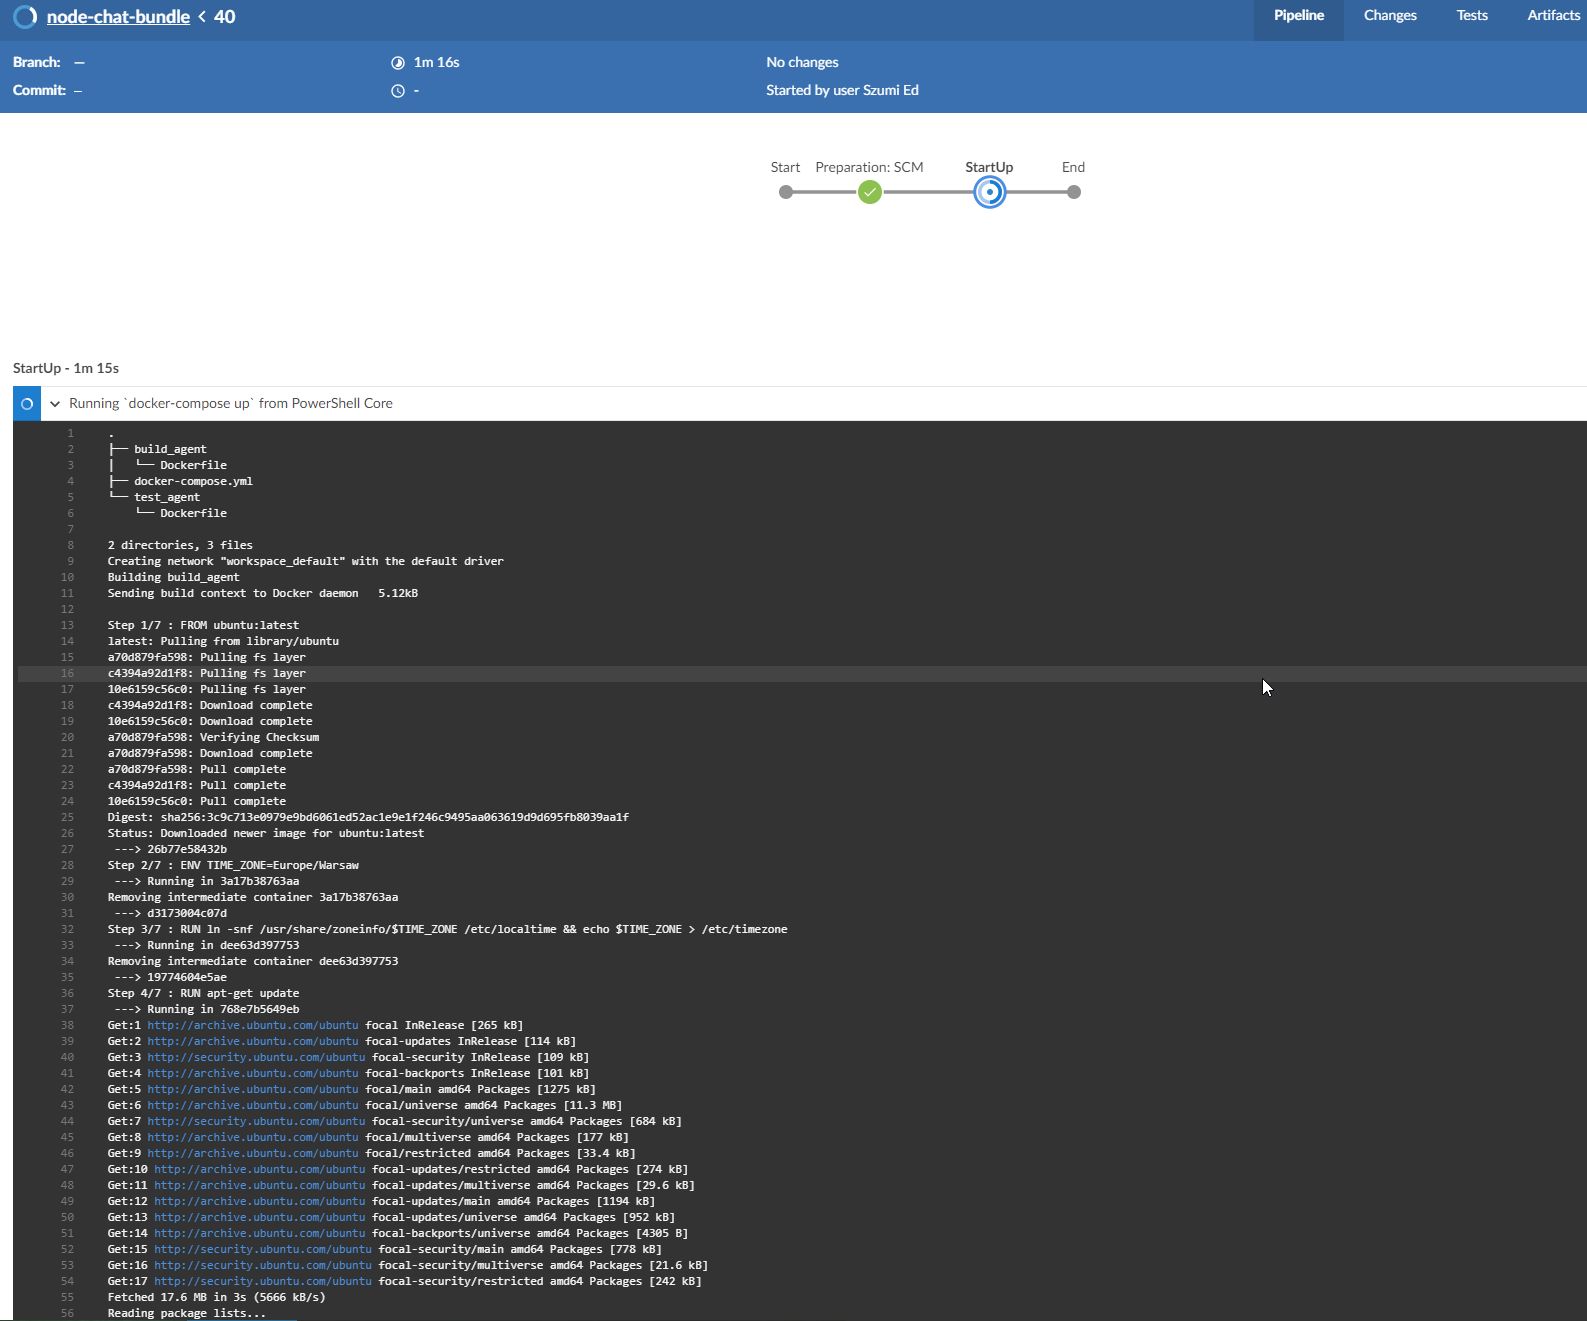 node-chat-bundle < 40
Pipeline Changes Tests Artifacts
Branch: —
1m 16s
No changes
Commit: —
-
Started by user Szumi Ed
Start Preparation: SCM StartUp End
StartUp - 1m 15s
Running `docker-compose up` from PowerShell Core
1 .
2 ├── build_agent
3 │   └── Dockerfile
4 ├── docker-compose.yml
5 └── test_agent
6     └── Dockerfile
7
8 2 directories, 3 files
9 Creating network "workspace_default" with the default driver
10 Building build_agent
11 Sending build context to Docker daemon   5.12kB
12
13 Step 1/7 : FROM ubuntu:latest
14 latest: Pulling from library/ubuntu
15 a70d879fa598: Pulling fs layer
16 c4394a92d1f8: Pulling fs layer
17 10e6159c56c0: Pulling fs layer
18 c4394a92d1f8: Download complete
19 10e6159c56c0: Download complete
20 a70d879fa598: Verifying Checksum
21 a70d879fa598: Download complete
22 a70d879fa598: Pull complete
23 c4394a92d1f8: Pull complete
24 10e6159c56c0: Pull complete
25 Digest: sha256:3c9c713e0979e9bd6061ed52ac1e9e1f246c9495aa063619d9d695fb8039aa1f
26 Status: Downloaded newer image for ubuntu:latest
27  ---> 26b77e58432b
28 Step 2/7 : ENV TIME_ZONE=Europe/Warsaw
29  ---> Running in 3a17b38763aa
30 Removing intermediate container 3a17b38763aa
31  ---> d3173004c07d
32 Step 3/7 : RUN ln -snf /usr/share/zoneinfo/$TIME_ZONE /etc/localtime && echo $TIME_ZONE > /etc/timezone
33  ---> Running in dee63d397753
34 Removing intermediate container dee63d397753
35  ---> 19774604e5ae
36 Step 4/7 : RUN apt-get update
37  ---> Running in 768e7b5649eb
38 Get:1 http://archive.ubuntu.com/ubuntu focal InRelease [265 kB]
39 Get:2 http://archive.ubuntu.com/ubuntu focal-updates InRelease [114 kB]
40 Get:3 http://security.ubuntu.com/ubuntu focal-security InRelease [109 kB]
41 Get:4 http://archive.ubuntu.com/ubuntu focal-backports InRelease [101 kB]
42 Get:5 http://archive.ubuntu.com/ubuntu focal/main amd64 Packages [1275 kB]
43 Get:6 http://archive.ubuntu.com/ubuntu focal/universe amd64 Packages [11.3 MB]
44 Get:7 http://security.ubuntu.com/ubuntu focal-security/universe amd64 Packages [684 kB]
45 Get:8 http://archive.ubuntu.com/ubuntu focal/multiverse amd64 Packages [177 kB]
46 Get:9 http://archive.ubuntu.com/ubuntu focal/restricted amd64 Packages [33.4 kB]
47 Get:10 http://archive.ubuntu.com/ubuntu focal-updates/restricted amd64 Packages [274 kB]
48 Get:11 http://archive.ubuntu.com/ubuntu focal-updates/multiverse amd64 Packages [29.6 kB]
49 Get:12 http://archive.ubuntu.com/ubuntu focal-updates/main amd64 Packages [1194 kB]
50 Get:13 http://archive.ubuntu.com/ubuntu focal-updates/universe amd64 Packages [952 kB]
51 Get:14 http://archive.ubuntu.com/ubuntu focal-backports/universe amd64 Packages [4305 B]
52 Get:15 http://security.ubuntu.com/ubuntu focal-security/main amd64 Packages [778 kB]
53 Get:16 http://security.ubuntu.com/ubuntu focal-security/multiverse amd64 Packages [21.6 kB]
54 Get:17 http://security.ubuntu.com/ubuntu focal-security/restricted amd64 Packages [242 kB]
55 Fetched 17.6 MB in 3s (5666 kB/s)
56 Reading package lists...